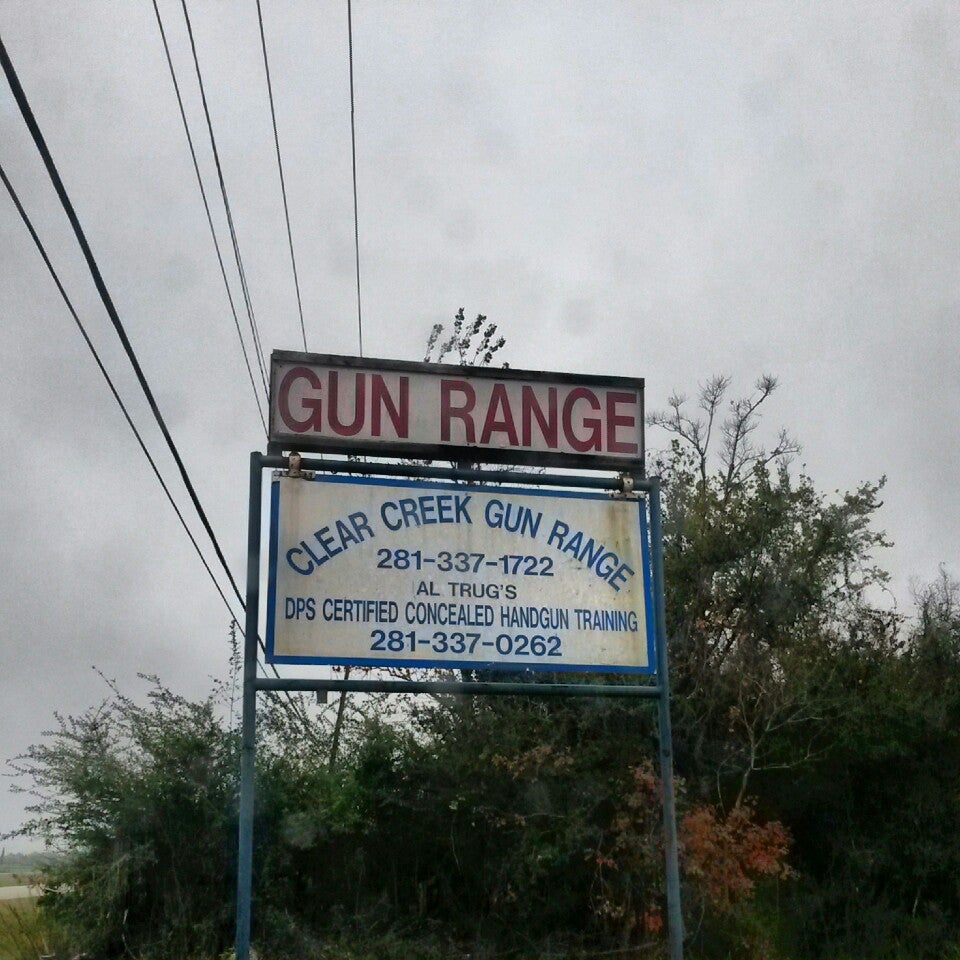 GUN RANGE
CLEAR CREEK GUN RANGE
281-337-1722
AL TRUG'S
DPS CERTIFIED CONCEALED HANDGUN TRAINING
281-337-0262